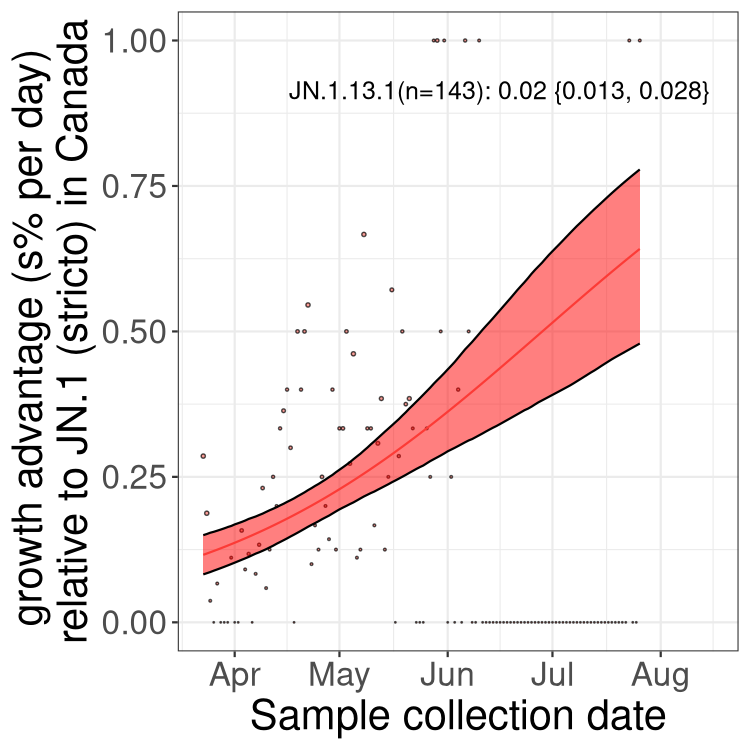 growth advantage (s% per day)
relative to JN.1 (stricto) in Canada
1.00
0.75
0.50
0.25
0.00
JN.1.13.1(n=143): 0.02 {0.013, 0.028}
Apr May Jun Jul Aug
Sample collection date